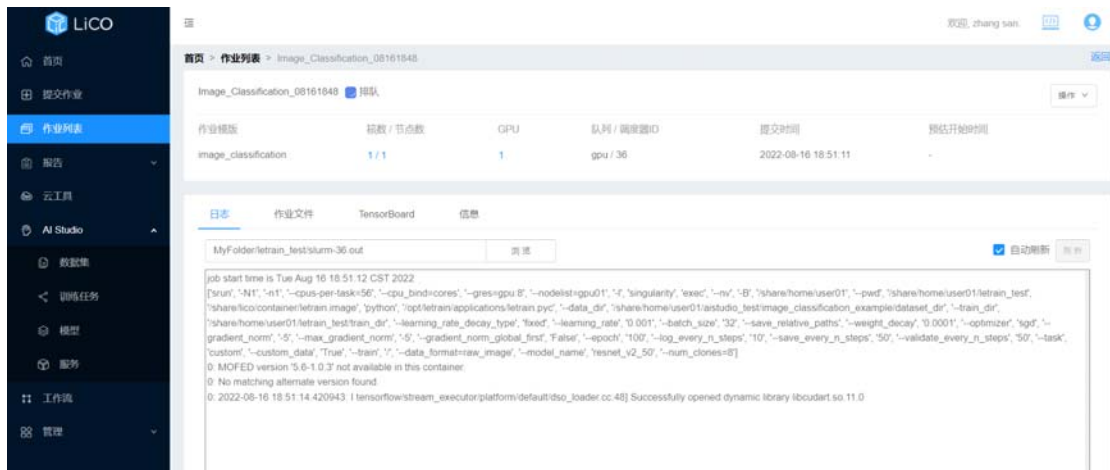 LiCO
欢迎, zhang san
首页
提交作业
作业列表
报告
云工具
AI Studio
数据集
训练任务
模型
服务
工作流
管理
首页 > 作业列表 > Image_Classification_08161848
返回
Image_Classification_08161848 排队
操作
作业模版 核数 / 节点数 GPU 队列 / 调度器ID 提交时间 预估开始时间
image_classification 1 / 1 1 gpu / 36 2022-08-16 18:51:11 -
日志 作业文件 TensorBoard 信息
MyFolder/letrain_test/slurm-36.out 浏览 自动刷新 刷新
job start time is Tue Aug 16 18:51:12 CST 2022
['srun', '-N1', '-n1', '--cpus-per-task=56', '--cpu_bind=cores', '--gres=gpu:8', '--nodelist=gpu01', '-l', 'singularity', 'exec', '--nv', '-B', '/share/home/user01', '--pwd', '/share/home/user01/letrain_test',
'/share/lico/container/letrain.image', 'python', '/opt/letrain/applications/letrain.pyc', '--data_dir', '/share/home/user01/aistudio_test/image_classification_example/dataset_dir', '--train_dir',
'/share/home/user01/letrain_test/train_dir', '--learning_rate_decay_type', 'fixed', '--learning_rate', '0.001', '--batch_size', '32', '--save_relative_paths', '--weight_decay', '0.0001', '--optimizer', 'sgd', '--
gradient_norm', '-5', '--max_gradient_norm', '-5', '--gradient_norm_global_first', 'False', '--epoch', '100', '--log_every_n_steps', '10', '--save_every_n_steps', '50', '--validate_every_n_steps', '50', '--task',
'custom', '--custom_data', 'True', '--train', '/', '--data_format=raw_image', '--model_name', 'resnet_v2_50', '--num_clones=8']
0: MOFED version '5.6-1.0.3' not available in this container.
0: No matching alternate version found.
0: 2022-08-16 18:51:14.420943: I tensorflow/stream_executor/platform/default/dso_loader.cc:48] Successfully opened dynamic library libcudart.so.11.0